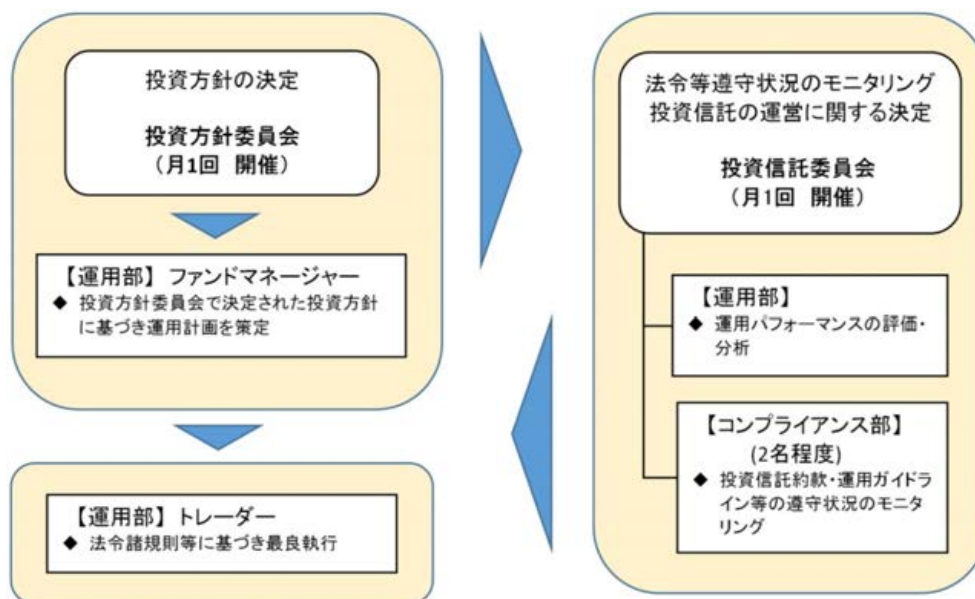 投資方針の決定
投資方針委員会
(月1回 開催)
【運用部】 ファンドマネージャー
◆ 投資方針委員会で決定された投資方針
に基づき運用計画を策定
【運用部】 トレーダー
◆ 法令諸規則等に基づき最良執行
法令等遵守状況のモニタリング
投資信託の運営に関する決定
投資信託委員会
(月1回 開催)
【運用部】
◆ 運用パフォーマンスの評価・
分析
【コンプライアンス部】
(2名程度)
◆ 投資信託約款・運用ガイドラ
イン等の遵守状況のモニタ
リング